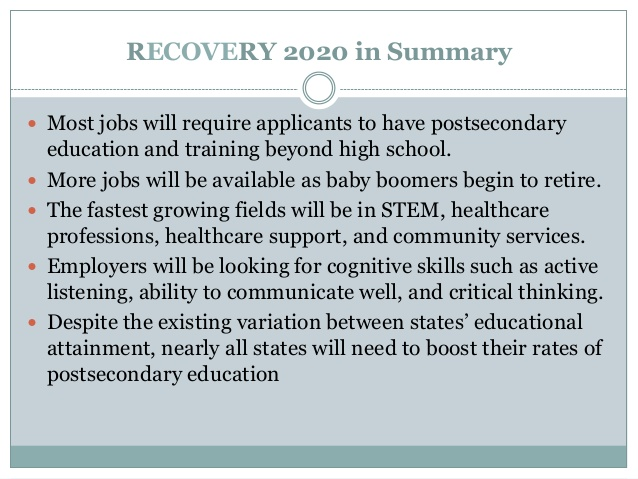 RECOVERY 2020 in Summary
• Most jobs will require applicants to have postsecondary
education and training beyond high school.
• More jobs will be available as baby boomers begin to retire.
• The fastest growing fields will be in STEM, healthcare
professions, healthcare support, and community services.
• Employers will be looking for cognitive skills such as active
listening, ability to communicate well, and critical thinking.
• Despite the existing variation between states’ educational
attainment, nearly all states will need to boost their rates of
postsecondary education